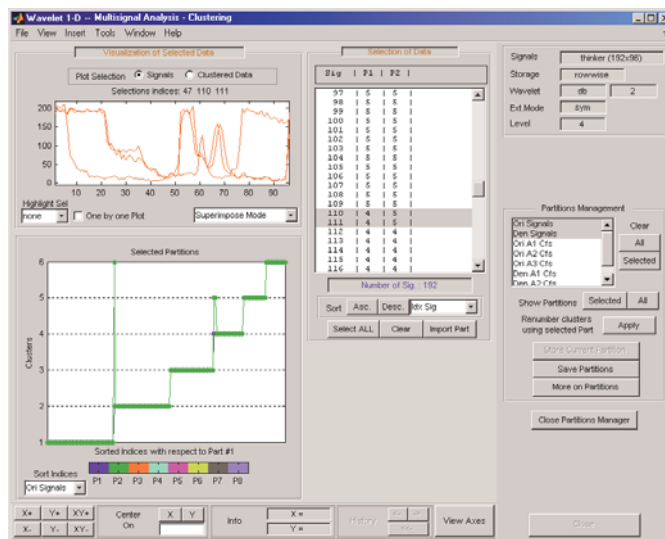 Wavelet 1-D -- Multisignal Analysis - Clustering
File View Insert Tools Window Help
Visualization of Selected Data
Plot Selection Signals Clustered Data
Selections indices: 47 110 111
200
150
100
50
0
10 20 30 40 50 60 70 80 90
Highlight Sel
none One by one Plot Superimpose Mode
Selected Partitions
6
5
4
3
2
1
Clusters
Sorted Indices with respect to Part #1
Sort Indices
Ori Signals
P1 P2 P3 P4 P5 P6 P7 P8
Selection of Data
Sig | P1 | P2 |
97 | 5 | 5 |
98 | 5 | 5 |
99 | 5 | 5 |
100 | 5 | 5 |
101 | 5 | 5 |
102 | 5 | 5 |
103 | 5 | 5 |
104 | 5 | 5 |
105 | 5 | 5 |
106 | 5 | 5 |
107 | 5 | 5 |
108 | 5 | 5 |
109 | 5 | 5 |
110 | 4 | 5 |
111 | 4 | 5 |
112 | 4 | 4 |
113 | 4 | 4 |
114 | 4 | 4 |
115 | 4 | 4 |
116 | 4 | 4 |
Number of Sig. : 192
Sort Asc. Desc. Idx Sig
Select ALL Clear Import Part
Signals thinker (192x96)
Storage rowwise
Wavelet db 2
Ext.Mode sym
Level 4
Partitions Management
Ori Signals
Den Signals
Ori A1 Cfs
Ori A2 Cfs
Ori A3 Cfs
Den A1 Cfs
Den A2 Cfs
Clear
All
Selected
Show Partitions Selected All
Renumber clusters
using selected Part Apply
Store Current Partition
Save Partitions
More on Partitions
Close Partitions Manager
X+ Y+ XY+
X- Y- XY-
Center
On
X Y
Info
X =
Y =
History
<- ->
<<-
View Axes
Close